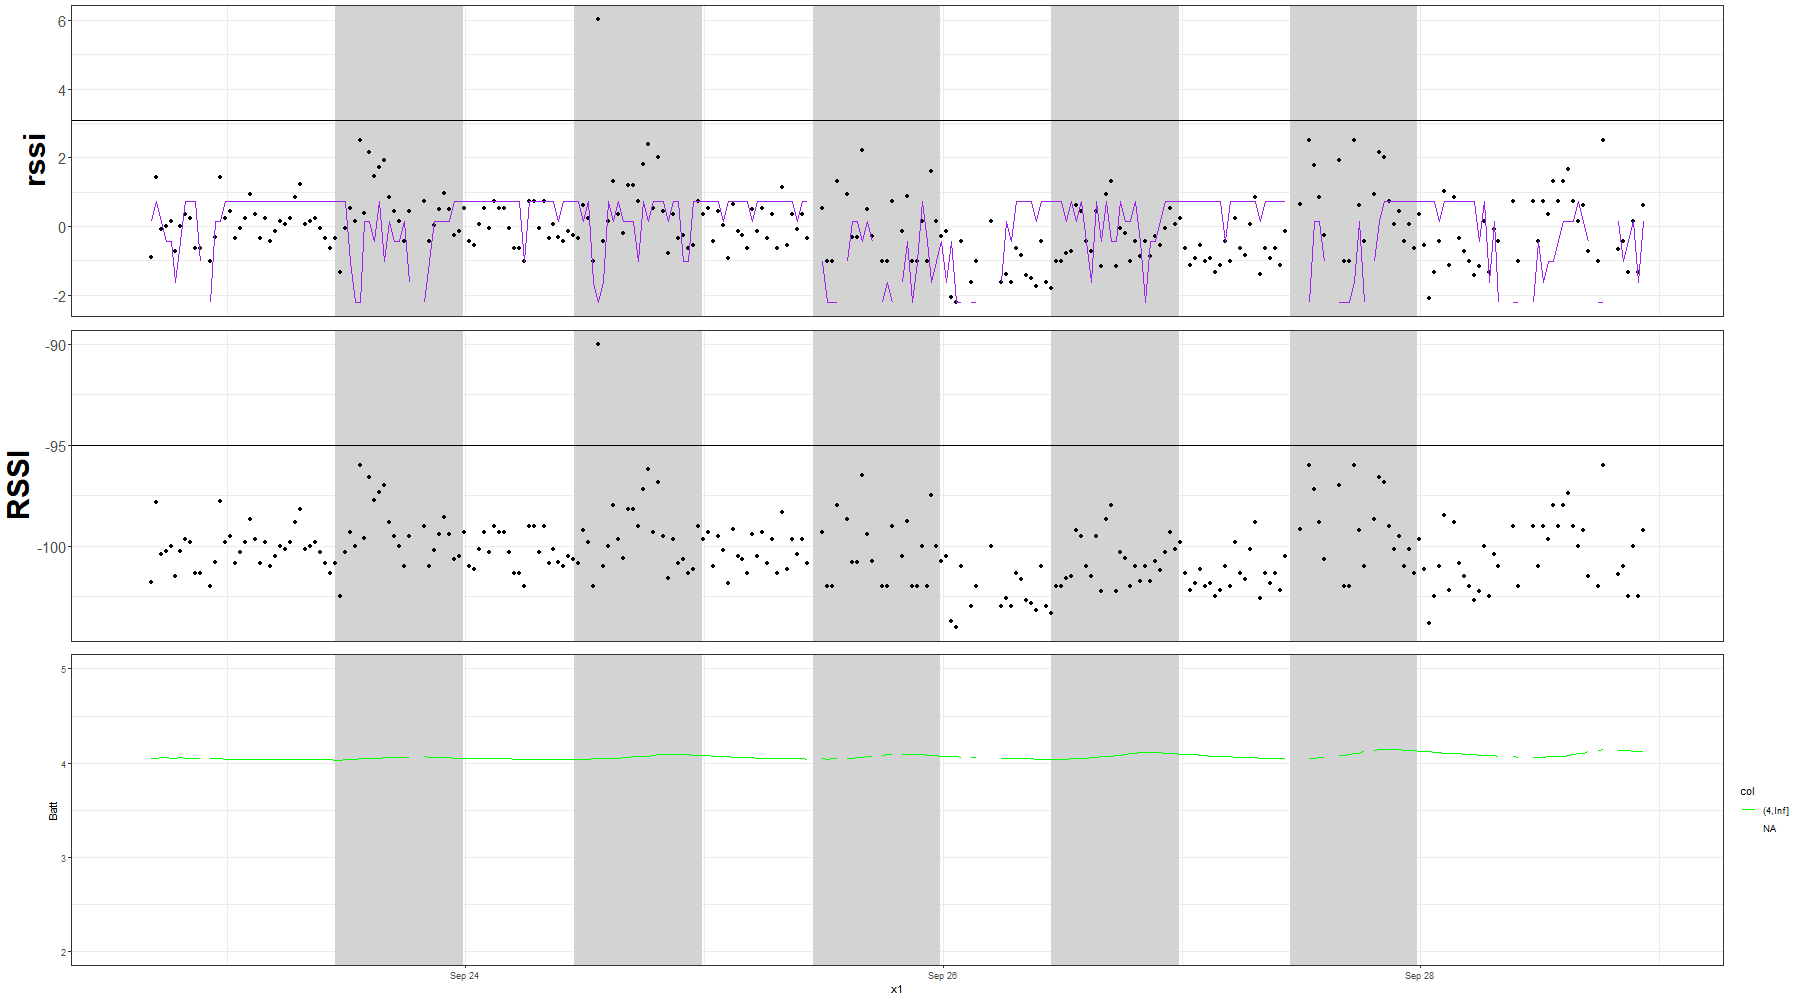 rssi
6
4
2
0
-2
RSSI
-90
-95
-100
Batt
5
4
3
2
Sep 24
Sep 26
Sep 28
x1
col
(4,Inf]
NA